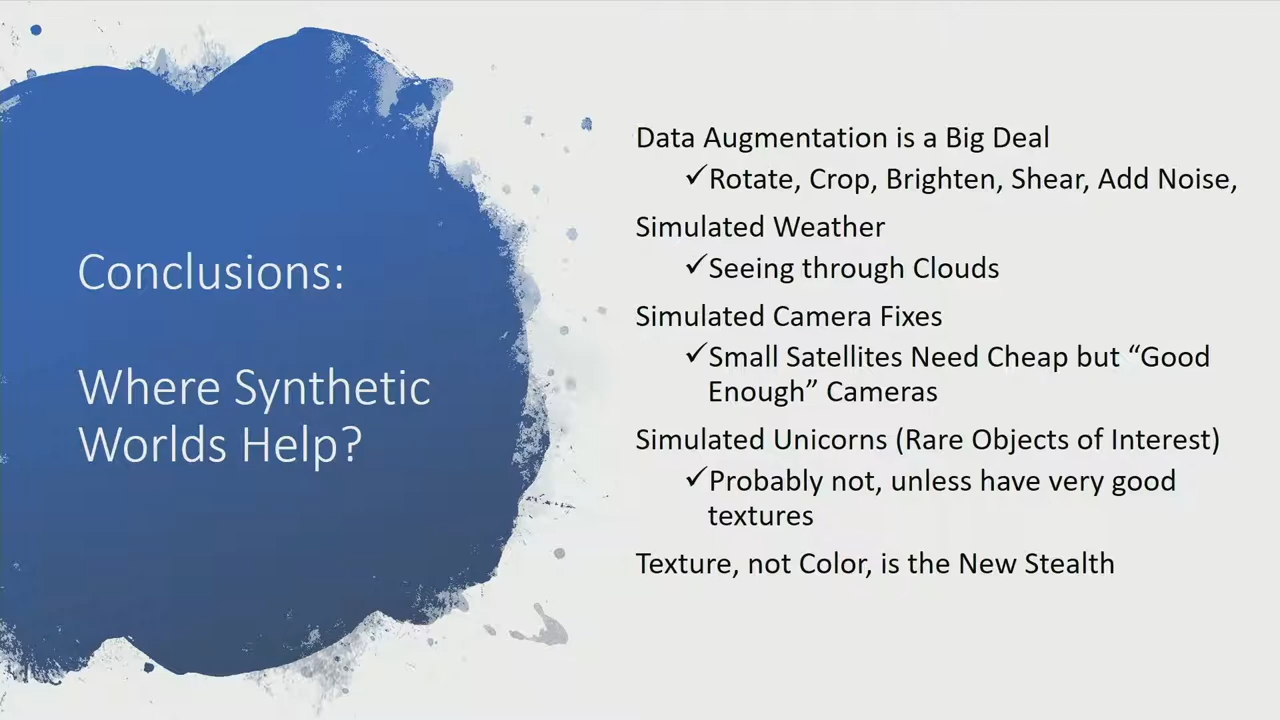 Conclusions:
Where Synthetic
Worlds Help?
Data Augmentation is a Big Deal
✓Rotate, Crop, Brighten, Shear, Add Noise,
Simulated Weather
✓Seeing through Clouds
Simulated Camera Fixes
✓Small Satellites Need Cheap but “Good
Enough” Cameras
Simulated Unicorns (Rare Objects of Interest)
✓Probably not, unless have very good
textures
Texture, not Color, is the New Stealth